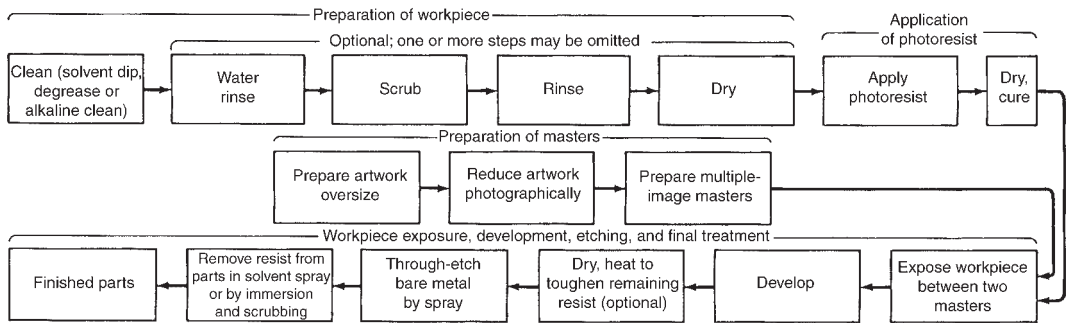 Preparation of workpiece
Application
of photoresist
Optional; one or more steps may be omitted
Clean (solvent dip,
degrease or
alkaline clean)
Water
rinse
Scrub
Rinse
Dry
Apply
photoresist
Dry,
cure
Preparation of masters
Prepare artwork
oversize
Reduce artwork
photographically
Prepare multiple-
image masters
Workpiece exposure, development, etching, and final treatment
Finished parts
Remove resist from
parts in solvent spray
or by immersion
and scrubbing
Through-etch
bare metal
by spray
Dry, heat to
toughen remaining
resist (optional)
Develop
Expose workpiece
between two
masters